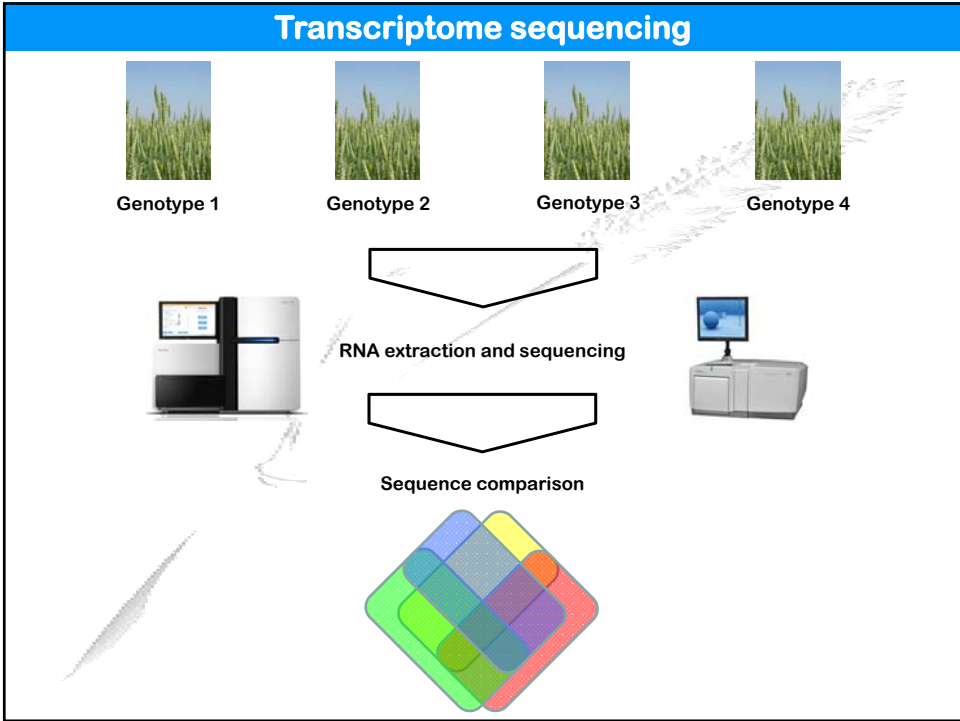 Transcriptome sequencing
Genotype 1
Genotype 2
Genotype 3
Genotype 4
RNA extraction and sequencing
Sequence comparison